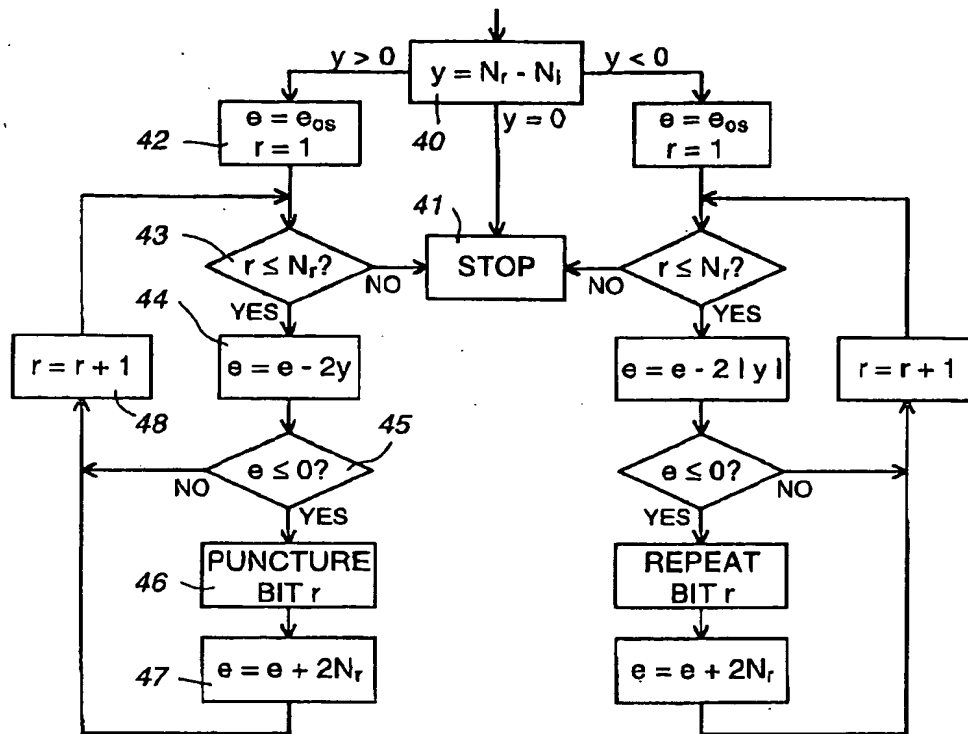 y > 0
y = Nᵣ - Nᵢ
y < 0
40
y = 0
42
e = eₒₛ
r = 1
e = eₒₛ
r = 1
41
STOP
43
r ≤ Nᵣ?
NO
YES
r ≤ Nᵣ?
NO
YES
44
e = e - 2y
r = r + 1
48
e = e - 2 | y |
r = r + 1
45
e ≤ 0?
NO
YES
e ≤ 0?
NO
YES
46
PUNCTURE
BIT r
REPEAT
BIT r
47
e = e + 2Nᵣ
e = e + 2Nᵣ